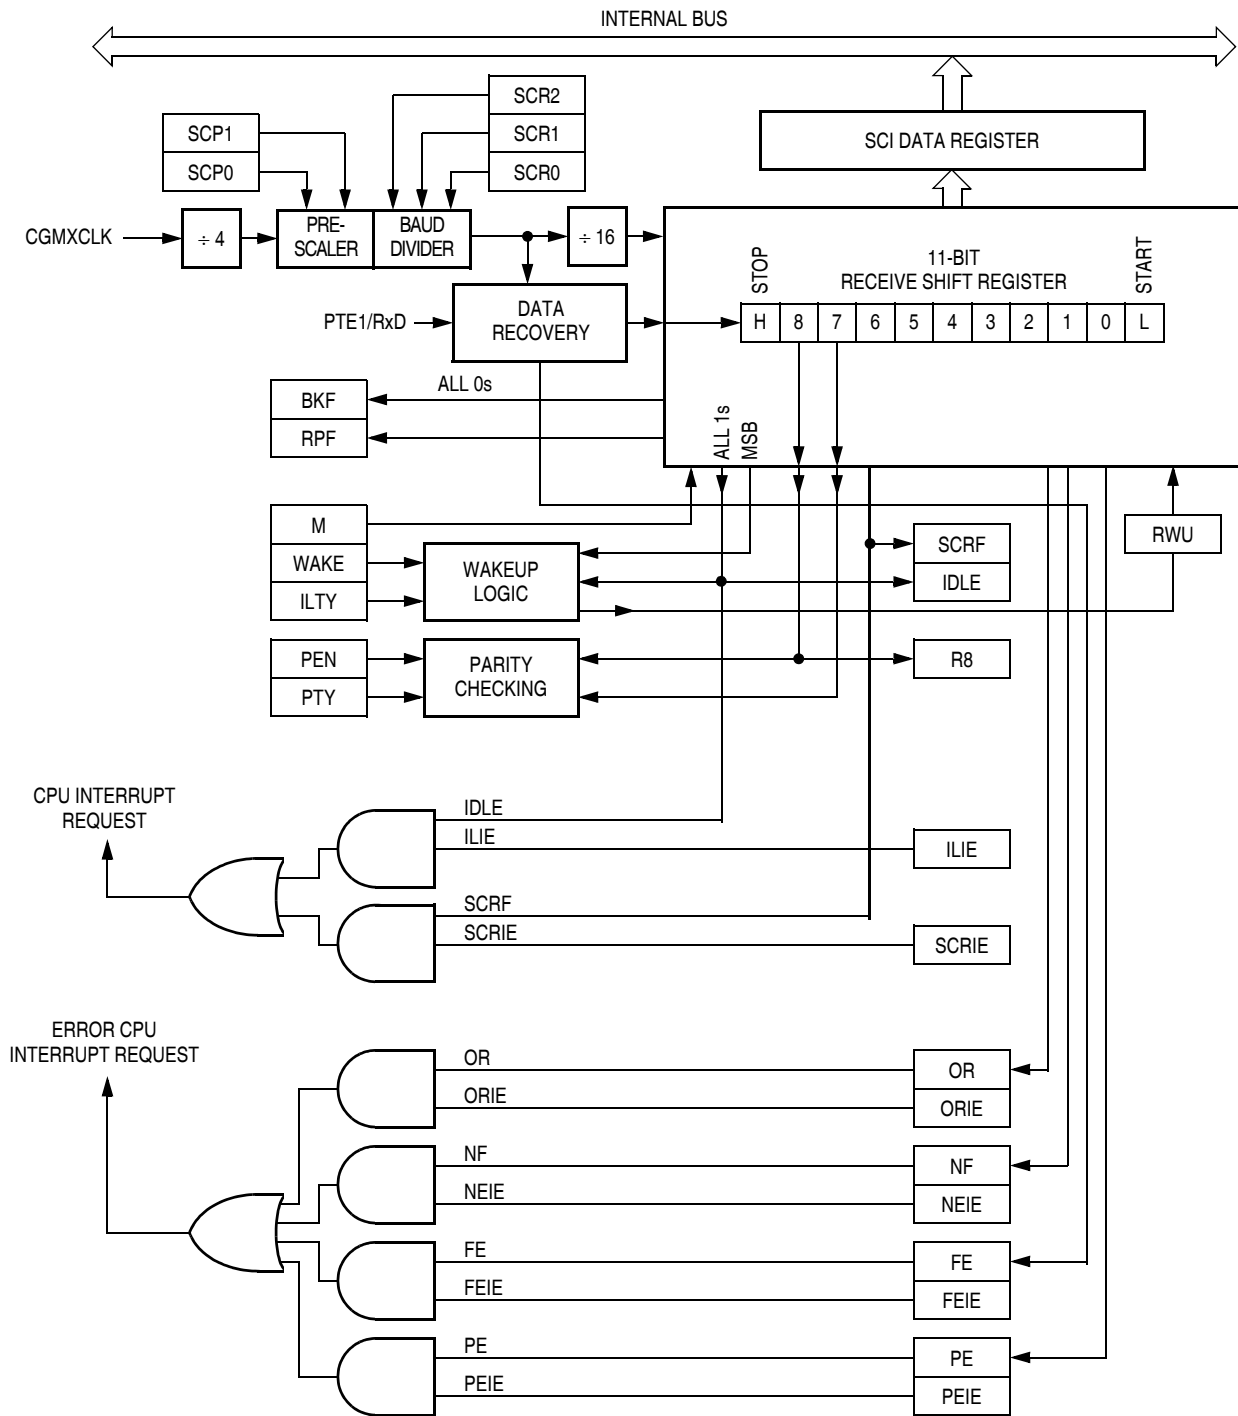 INTERNAL BUS
SCR2
SCR1
SCR0
SCP1
SCP0
SCI DATA REGISTER
CGMXCLK
÷ 4
PRE-
SCALER
BAUD
DIVIDER
÷ 16
STOP
11-BIT
RECEIVE SHIFT REGISTER
START
H 8 7 6 5 4 3 2 1 0 L
PTE1/RxD
DATA
RECOVERY
ALL 0s
BKF
RPF
ALL 1s
MSB
M
WAKE
ILTY
WAKEUP
LOGIC
SCRF
IDLE
RWU
PEN
PTY
PARITY
CHECKING
R8
CPU INTERRUPT
REQUEST
IDLE
ILIE
ILIE
SCRF
SCRIE
SCRIE
ERROR CPU
INTERRUPT REQUEST
OR
OR
ORIE
ORIE
NF
NF
NEIE
NEIE
FE
FE
FEIE
FEIE
PE
PE
PEIE
PEIE